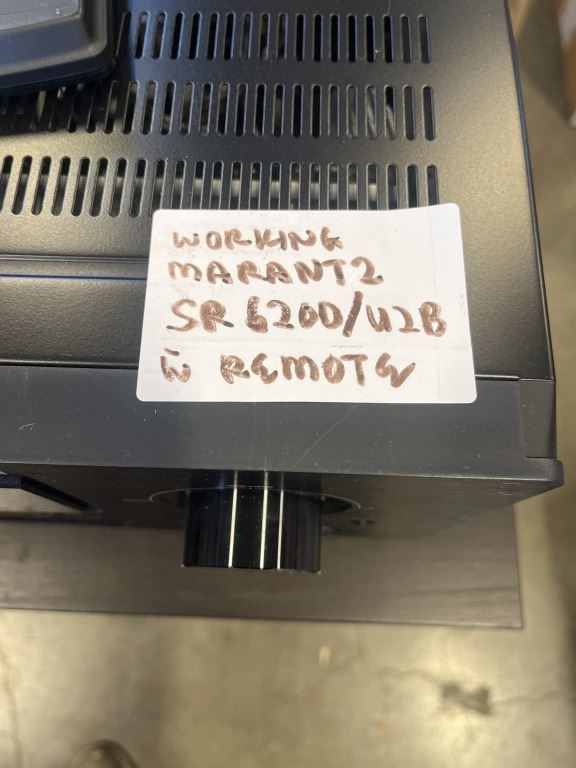 WORKING
MARANTZ
SR6200/U2B
w̄ REMOTE